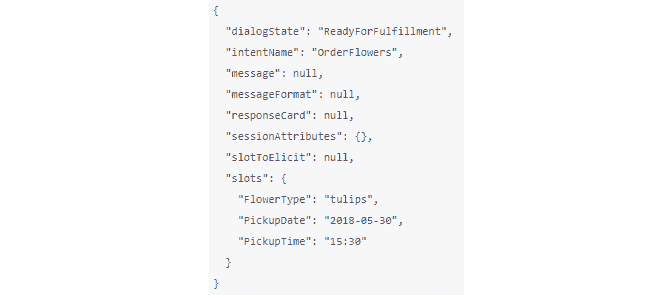 {
  "dialogState": "ReadyForFulfillment",
  "intentName": "OrderFlowers",
  "message": null,
  "messageFormat": null,
  "responseCard": null,
  "sessionAttributes": {},
  "slotToElicit": null,
  "slots": {
    "FlowerType": "tulips",
    "PickupDate": "2018-05-30",
    "PickupTime": "15:30"
  }
}